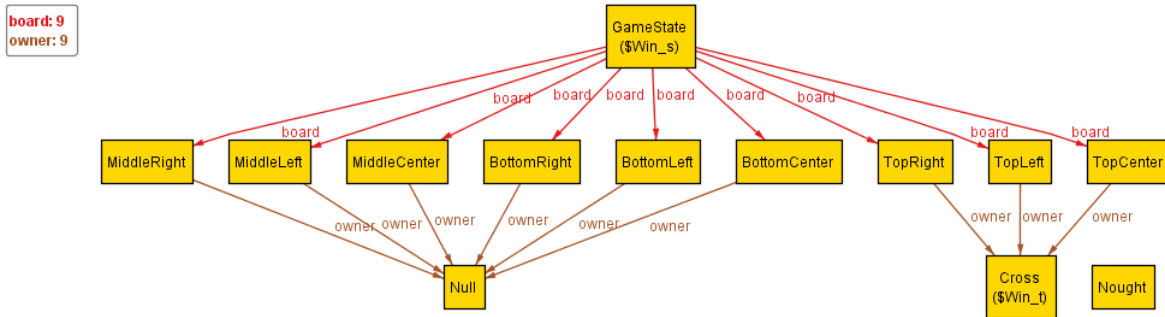 board: 9
owner: 9
GameState
($Win_s)
board
board
board
board
board
board
board
board
MiddleRight
MiddleLeft
MiddleCenter
BottomRight
BottomLeft
BottomCenter
TopRight
TopLeft
TopCenter
owner
owner
owner
owner
owner
owner
owner
owner
owner
Null
Cross
($Win_t)
Nought